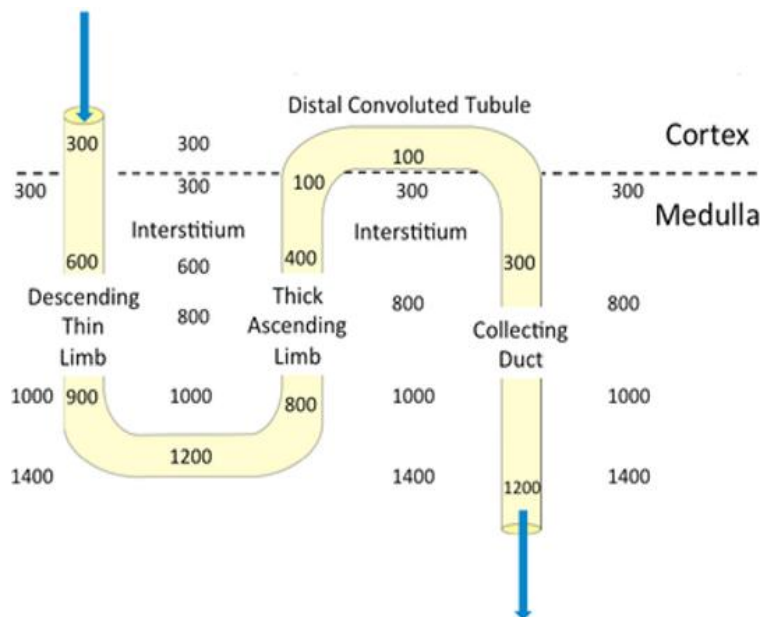 Distal Convoluted Tubule
Cortex
300
300
100
300
300
100
300
300
Medulla
Interstitium
Interstitium
600
600
400
300
Descending
Thin
Limb
800
Thick
Ascending
Limb
800
Collecting
Duct
800
1000
900
1000
800
1000
1000
1200
1400
1400
1200
1400